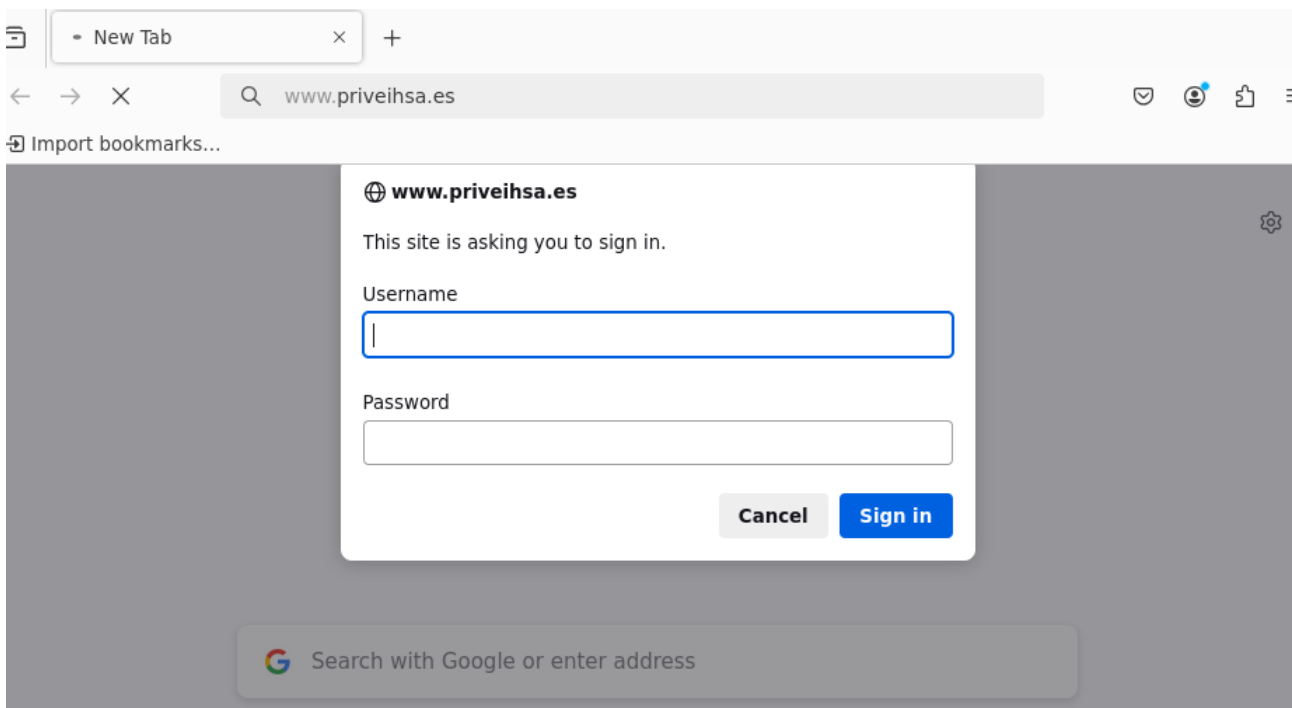 New Tab
www.priveihsa.es
Import bookmarks...
www.priveihsa.es
This site is asking you to sign in.
Username
Password
Cancel Sign in
Search with Google or enter address